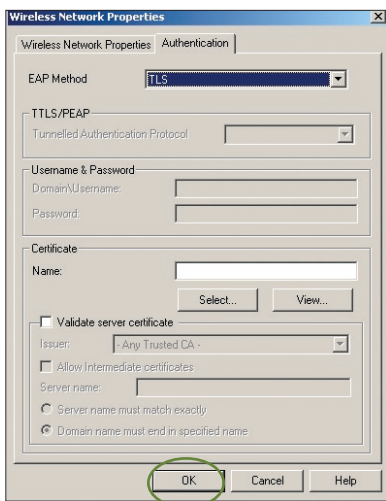 Wireless Network Properties
Wireless Network Properties Authentication
EAP Method TLS
TTLS/PEAP
Tunnelled Authentication Protocol
Username & Password
Domain\Username:
Password:
Certificate
Name:
Select... View...
Validate server certificate
Issuer: - Any Trusted CA -
Allow Intermediate certificates
Server name:
Server name must match exactly
Domain name must end in specified name
OK Cancel Help